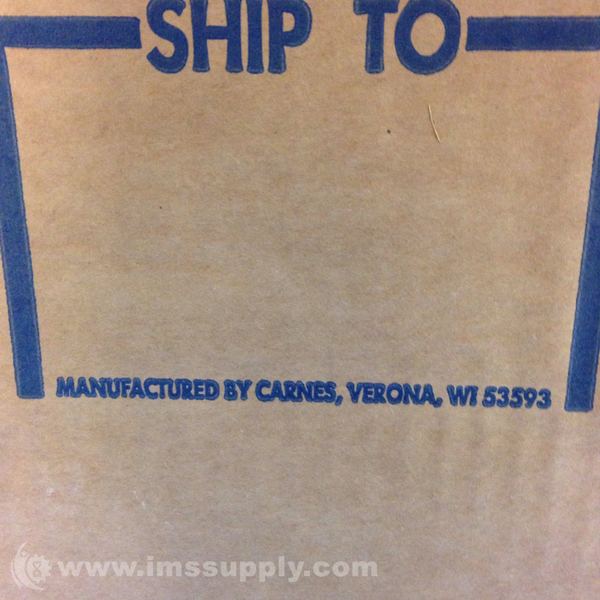 SHIP TO
MANUFACTURED BY CARNES, VERONA, WI 53593
www.imssupply.com